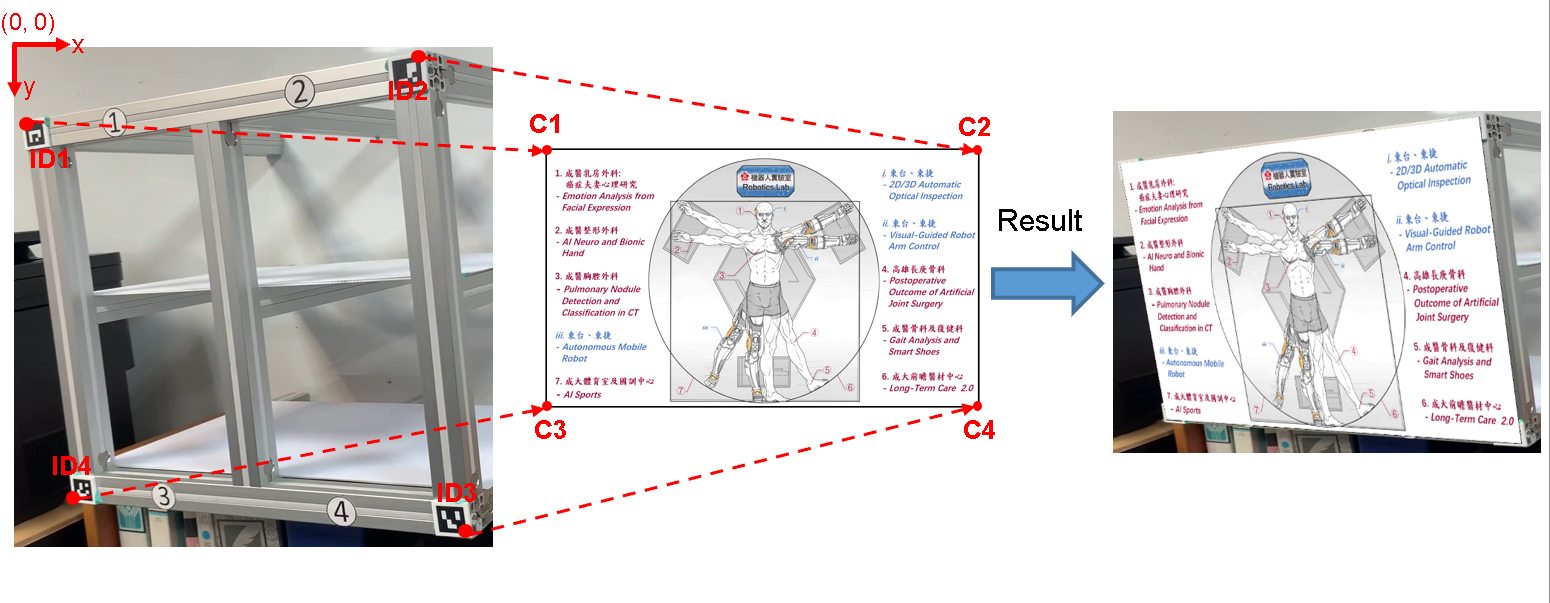 (0, 0)
x
y
ID1
ID2
1
2
ID4
ID3
3
4
C1
C2
C3
C4
1. 成醫乳房外科:
癌症夫妻心理研究
- Emotion Analysis from
Facial Expression
2. 成醫整形外科
- AI Neuro and Bionic
Hand
3. 成醫胸腔外科
- Pulmonary Nodule
Detection and
Classification in CT
iii. 東台、東捷
- Autonomous Mobile
Robot
7. 成大體育室及國訓中心
- AI Sports
機器人實驗室
Robotics Lab
①
i
2
ii
3
iii
④
⑤
⑥
⑦
i. 東台、東捷
- 2D/3D Automatic
Optical Inspection
ii. 東台、東捷
- Visual-Guided Robot
Arm Control
4. 高雄長庚骨科
- Postoperative
Outcome of Artificial
Joint Surgery
5. 成醫骨科及復健科
- Gait Analysis and
Smart Shoes
6. 成大前瞻醫材中心
- Long-Term Care 2.0
Result
1. 成醫乳房外科:
癌症夫妻心理研究
- Emotion Analysis from
Facial Expression
2. 成醫整形外科
- AI Neuro and Bionic
Hand
3. 成醫胸腔外科
- Pulmonary Nodule
Detection and
Classification in CT
iii. 東台、東捷
- Autonomous Mobile
Robot
7. 成大體育室及國訓中心
- AI Sports
機器人實驗室
Robotics Lab
i. 東台、東捷
- 2D/3D Automatic
Optical Inspection
ii. 東台、東捷
- Visual-Guided Robot
Arm Control
4. 高雄長庚骨科
- Postoperative
Outcome of Artificial
Joint Surgery
5. 成醫骨科及復健科
- Gait Analysis and
Smart Shoes
6. 成大前瞻醫材中心
- Long-Term Care 2.0